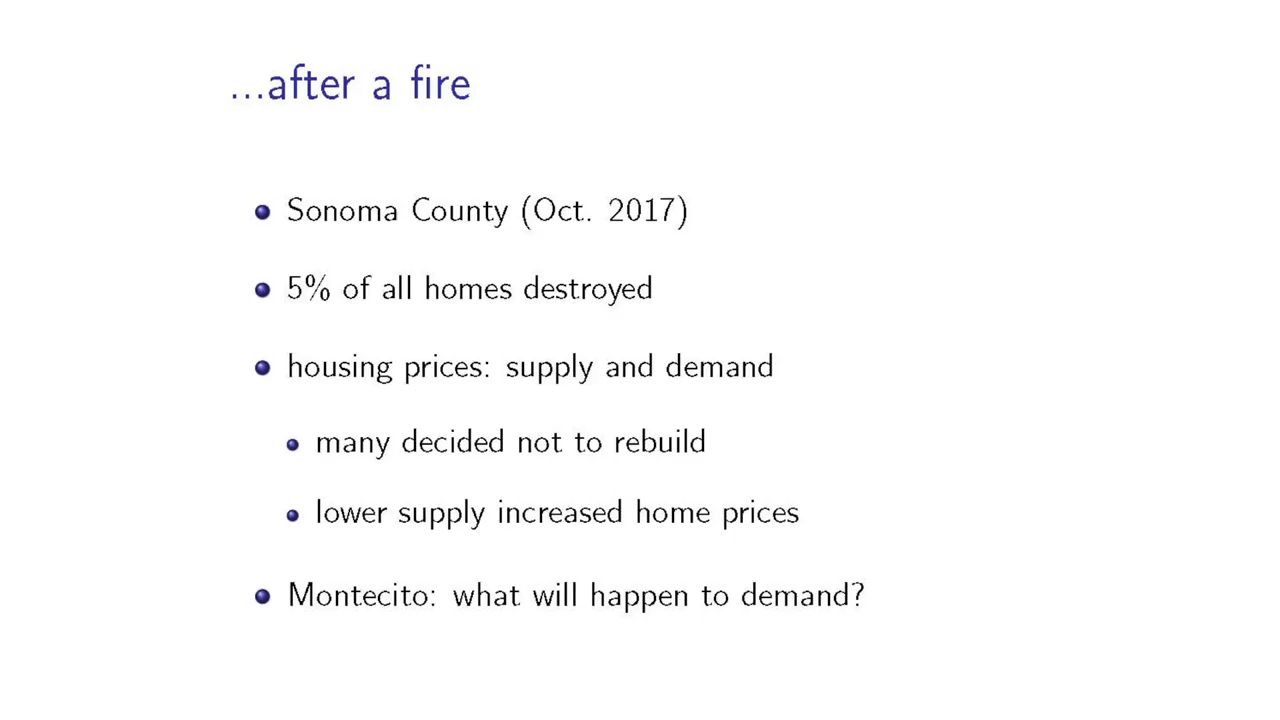 ...after a fire
Sonoma County (Oct. 2017)
5% of all homes destroyed
housing prices: supply and demand
many decided not to rebuild
lower supply increased home prices
Montecito: what will happen to demand?